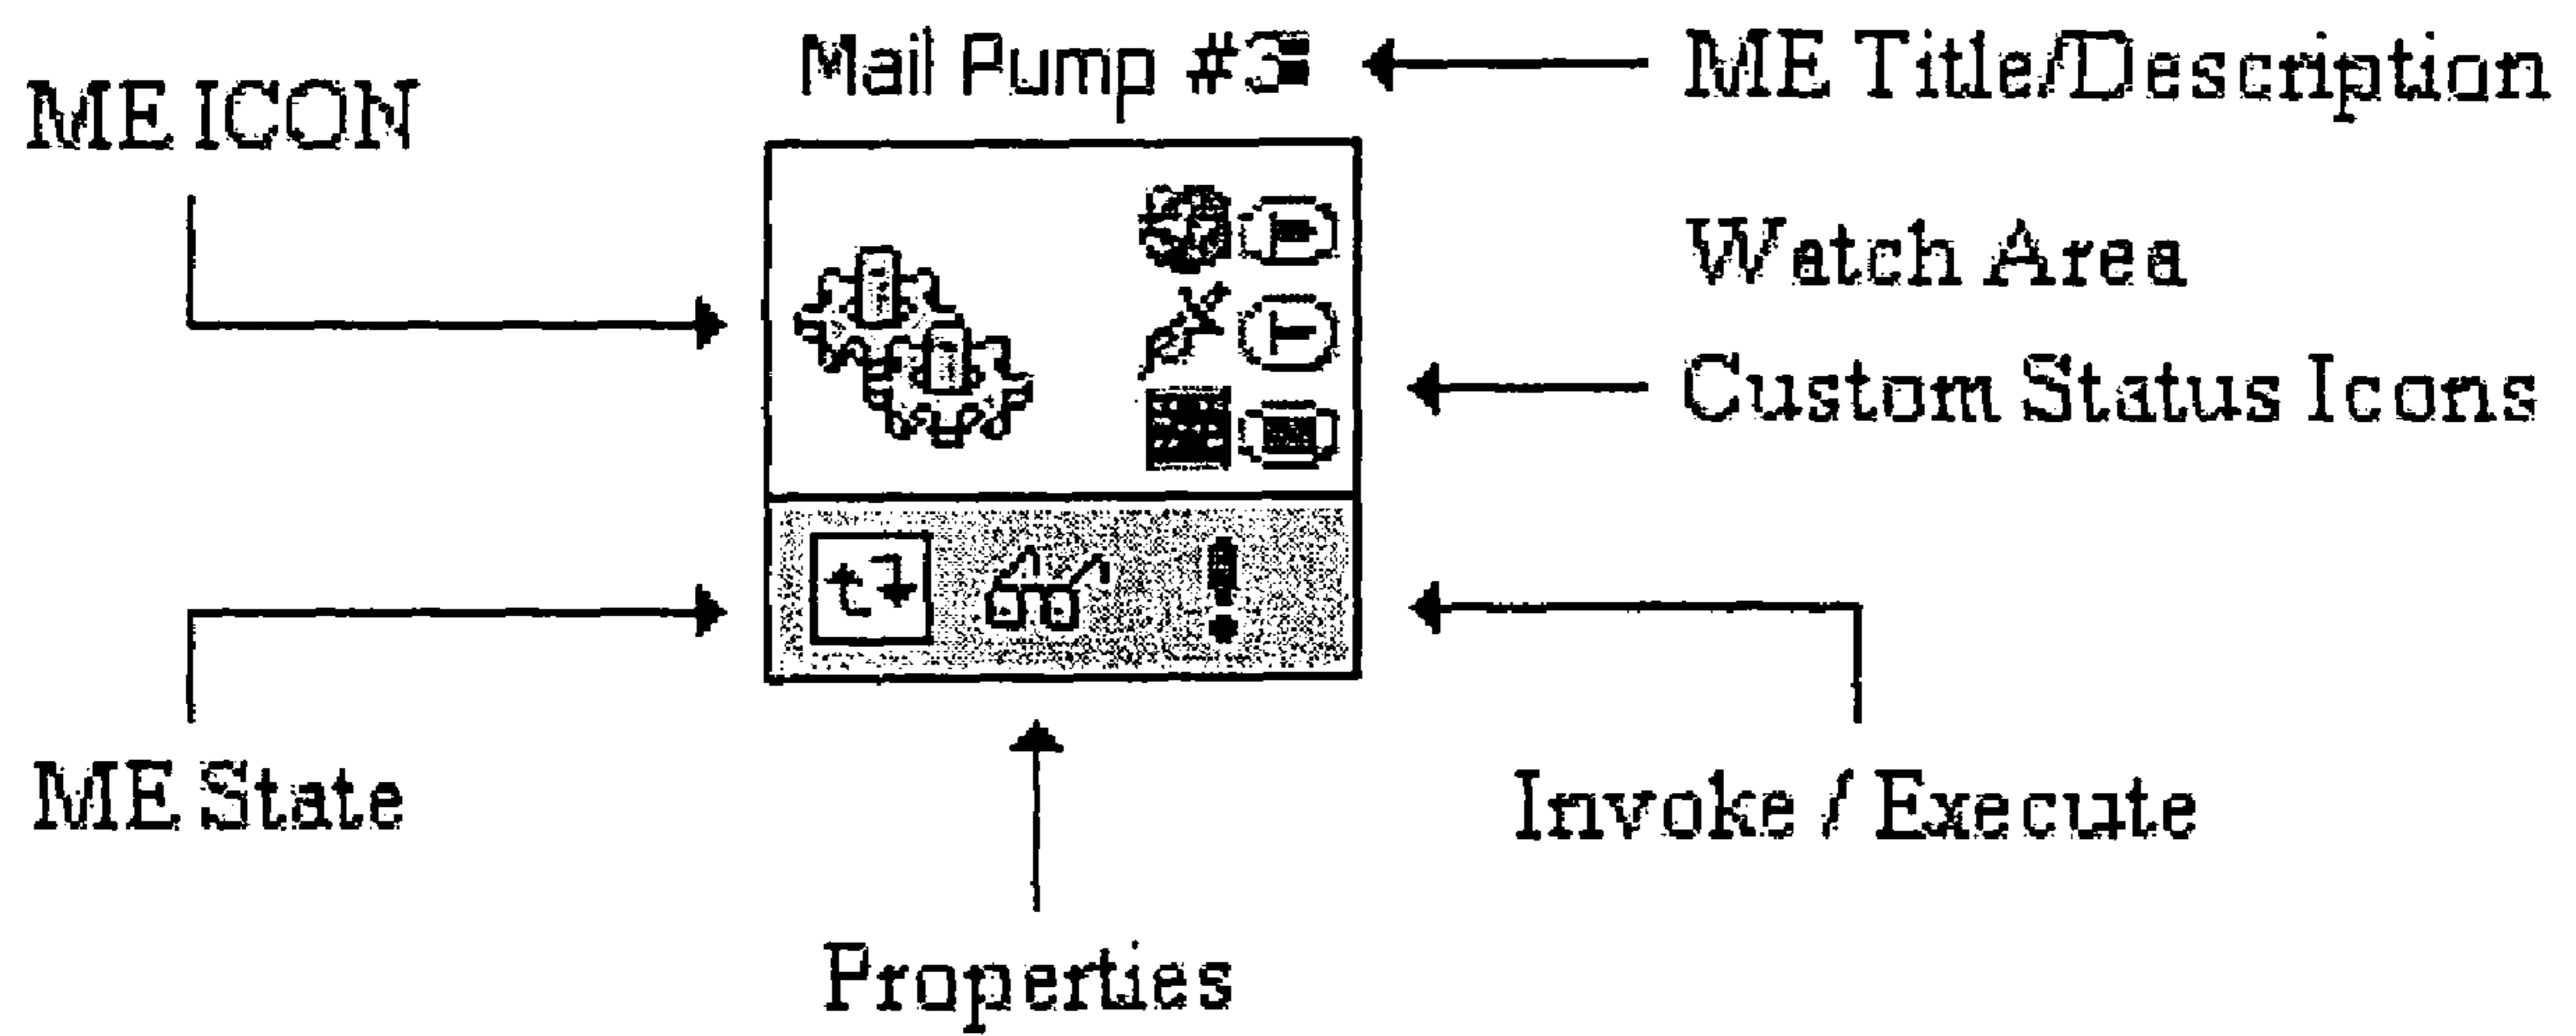 Mail Pump #3
ME Title/Description
ME ICON
Watch Area
Custom Status Icons
ME State
Invoke / Execute
Properties